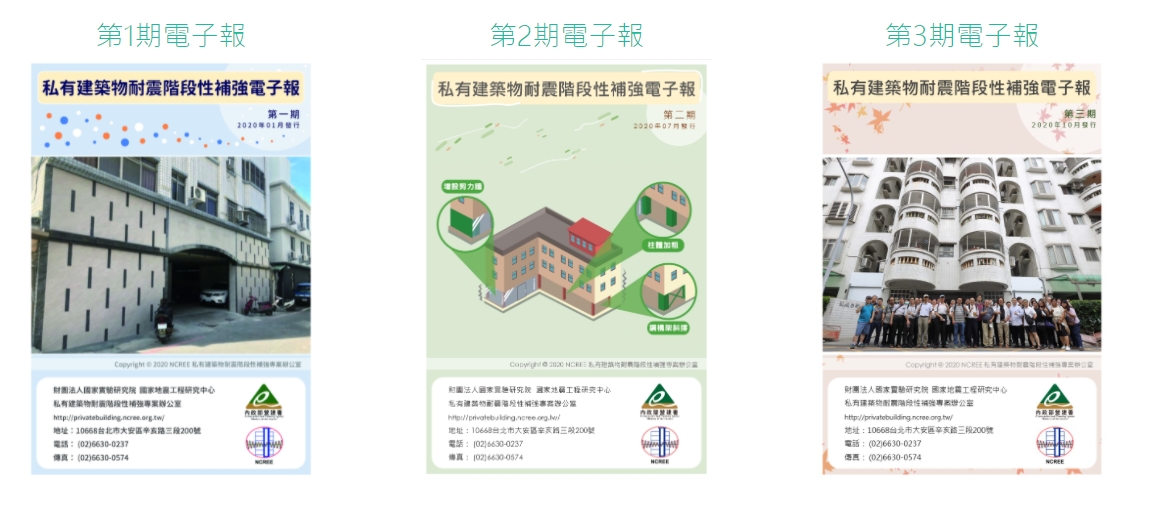 第1期電子報
私有建築物耐震階段性補強電子報
第一期
2020年01月發行
Copyright © 2020 NCREE 私有建築物耐震階段性補強專案辦公室
財團法人國家實驗研究院 國家地震工程研究中心
私有建築物耐震階段性補強專案辦公室
http://privatebuilding.ncree.org.tw/
地址：10668台北市大安區辛亥路三段200號
電話： (02)6630-0237
傳真： (02)6630-0574
內政部營建署
NCREE
第2期電子報
私有建築物耐震階段性補強電子報
第二期
2020年07月發行
增設剪力牆
柱體加粗
鋼構架斜撐
Copyright © 2020 NCREE 私有建築物耐震階段性補強專案辦公室
財團法人國家實驗研究院 國家地震工程研究中心
私有建築物耐震階段性補強專案辦公室
http://privatebuilding.ncree.org.tw/
地址：10668台北市大安區辛亥路三段200號
電話： (02)6630-0237
傳真： (02)6630-0574
內政部營建署
NCREE
第3期電子報
私有建築物耐震階段性補強電子報
第三期
2020年10月發行
Copyright © 2020 NCREE 私有建築物耐震階段性補強專案辦公室
財團法人國家實驗研究院 國家地震工程研究中心
私有建築物耐震階段性補強專案辦公室
http://privatebuilding.ncree.org.tw/
地址：10668台北市大安區辛亥路三段200號
電話： (02)6630-0237
傳真： (02)6630-0574
內政部營建署
NCREE